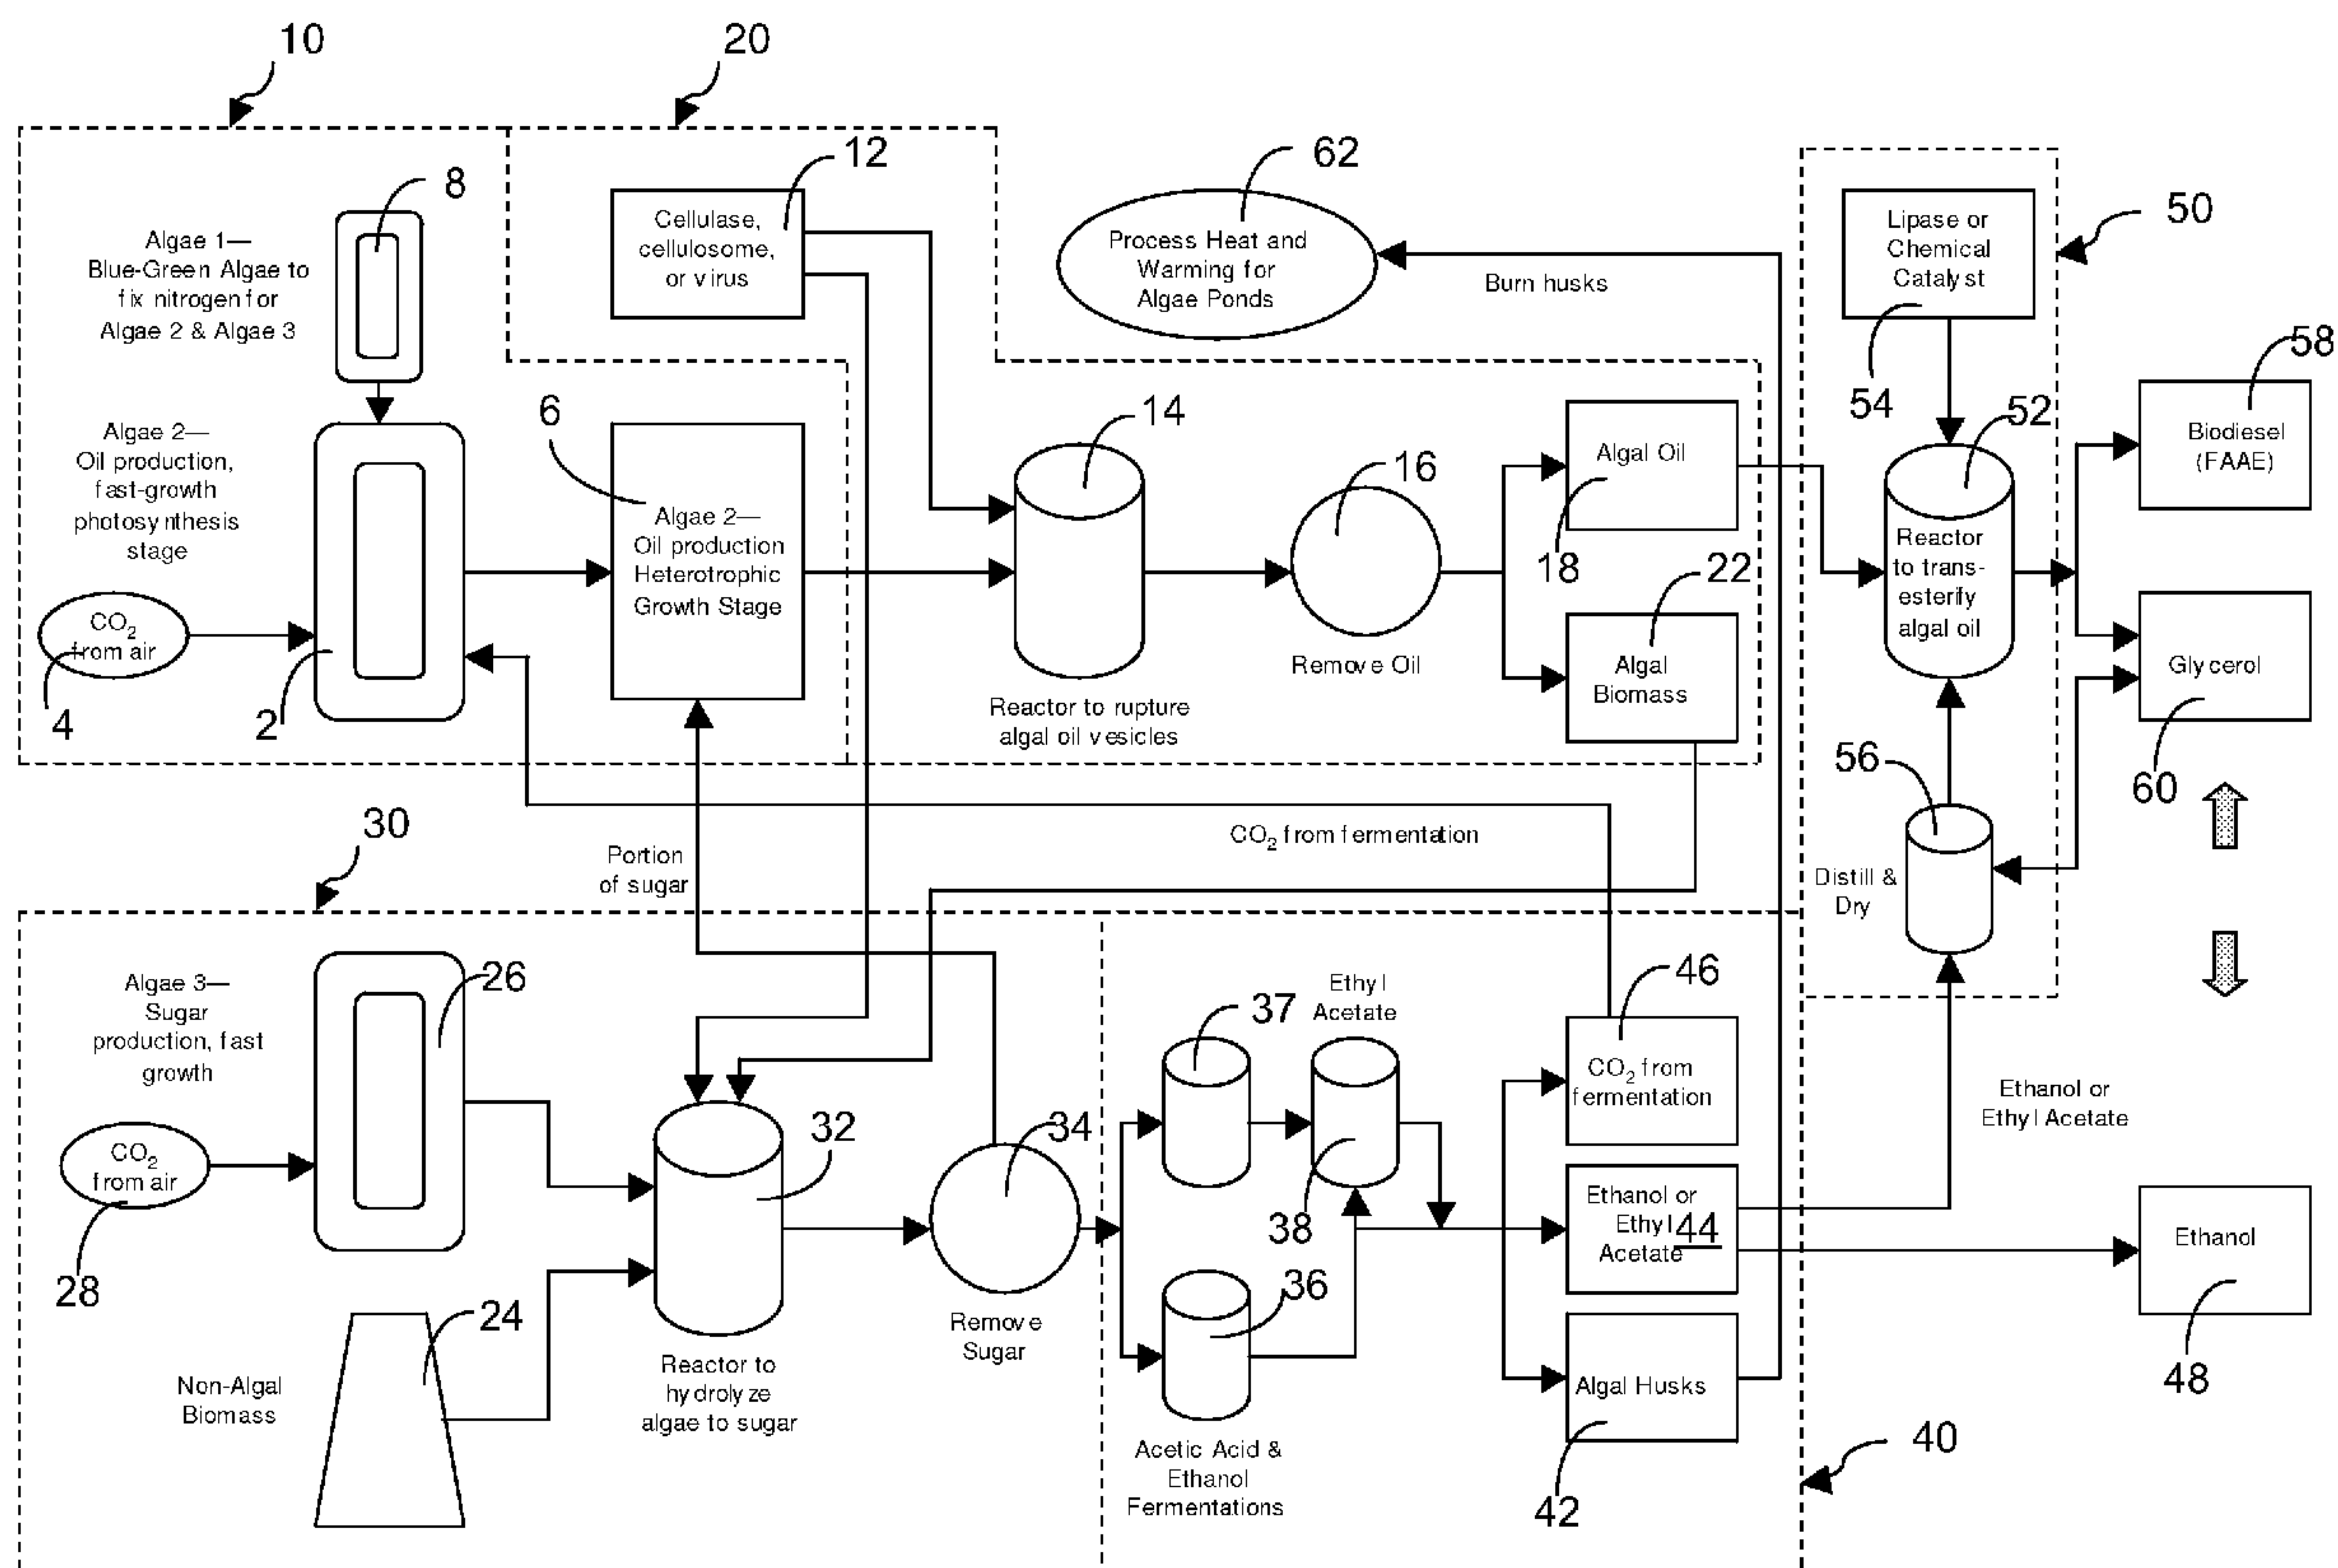 10
20
12
62
8
Cellulase,
cellulosome,
or virus
Process Heat and
Warming for
Algae Ponds
Burn husks
Lipase or
Chemical
Catalyst
50
54
Algae 1—
Blue-Green Algae to
fix nitrogen for
Algae 2 & Algae 3
58
Biodiesel
(FAAE)
Algae 2—
Oil production,
fast-growth
photosynthesis
stage
6
Algae 2—
Oil production
Heterotrophic
Growth Stage
14
Reactor to rupture
algal oil vesicles
16
Remove Oil
Algal Oil
18
22
Algal
Biomass
52
Reactor
to trans-
esterify
algal oil
Glycerol
60
CO2
from air
4
2
56
Distill &
Dry
30
Portion
of sugar
CO2 from fermentation
Algae 3—
Sugar
production, fast
growth
26
CO2
from air
28
24
Non-Algal
Biomass
32
Reactor to
hydrolyze
algae to sugar
34
Remove
Sugar
37
Ethyl
Acetate
38
36
Acetic Acid &
Ethanol
Fermentations
46
CO2 from
fermentation
Ethanol or
Ethyl 44
Acetate
Algal Husks
42
Ethanol or
Ethyl Acetate
Ethanol
48
40